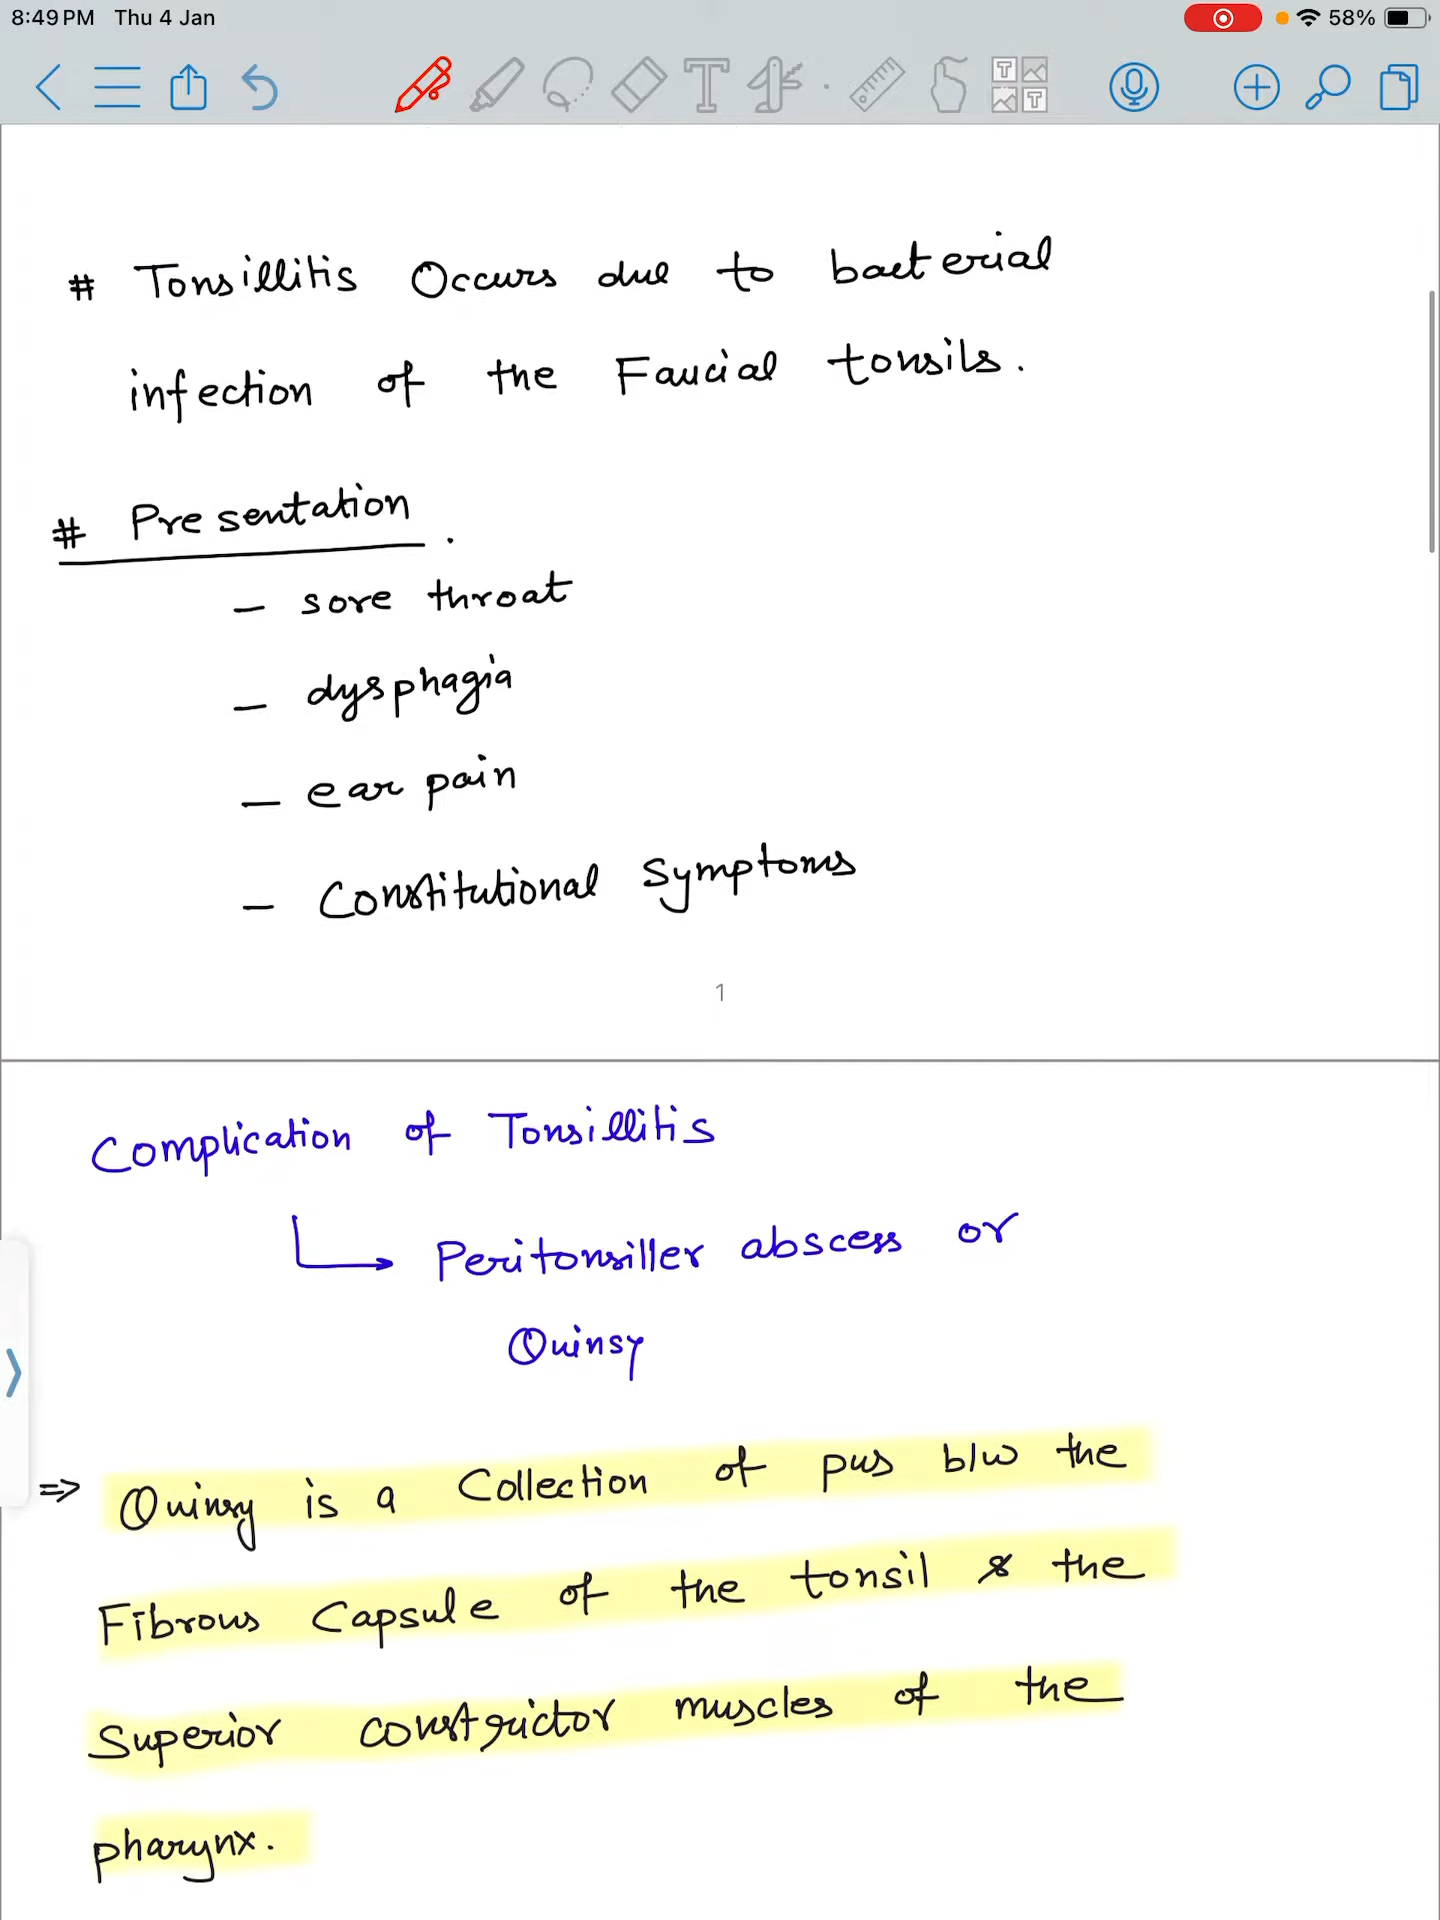 8:49 PM Thu 4 Jan
58%
# Tonsillitis Occurs due to bacterial
infection of the Faucial tonsils.
# Presentation.
— sore throat
— dysphagia
— ear pain
— Constitutional Symptoms
1
Complication of Tonsillitis
Peritonsiller abscess or
Quinsy
⇒ Quinsy is a Collection of pus b/w the
Fibrous Capsule of the tonsil & the
Superior constrictor muscles of the
pharynx.